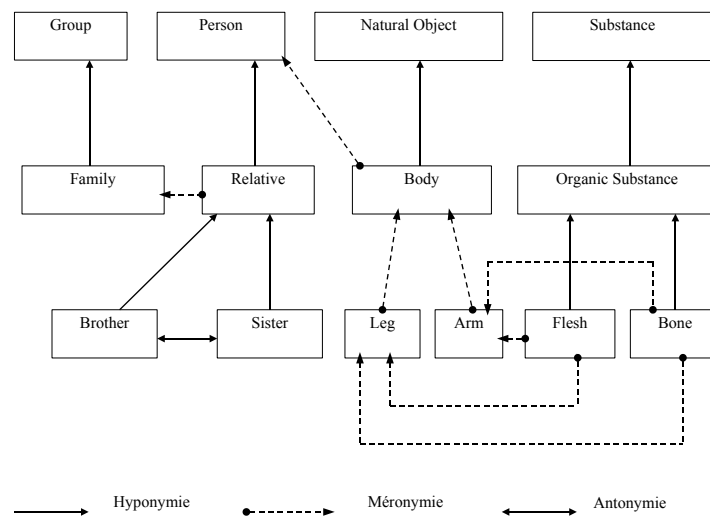 Group
Person
Natural Object
Substance
Family
Relative
Body
Organic Substance
Brother
Sister
Leg
Arm
Flesh
Bone
Hyponymie
Méronymie
Antonymie